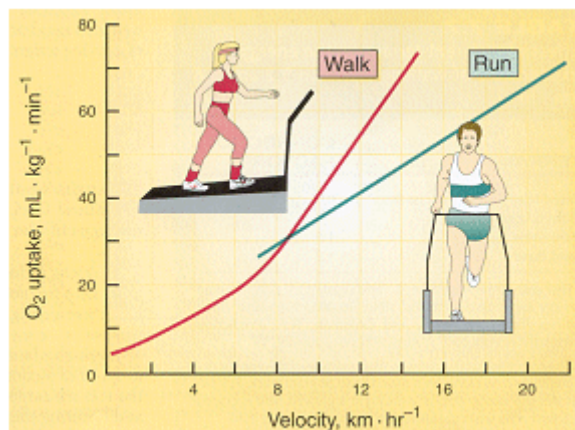 80
60
40
20
0
O₂ uptake, mL · kg⁻¹ · min⁻¹
Walk
Run
4
8
12
16
20
Velocity, km · hr⁻¹